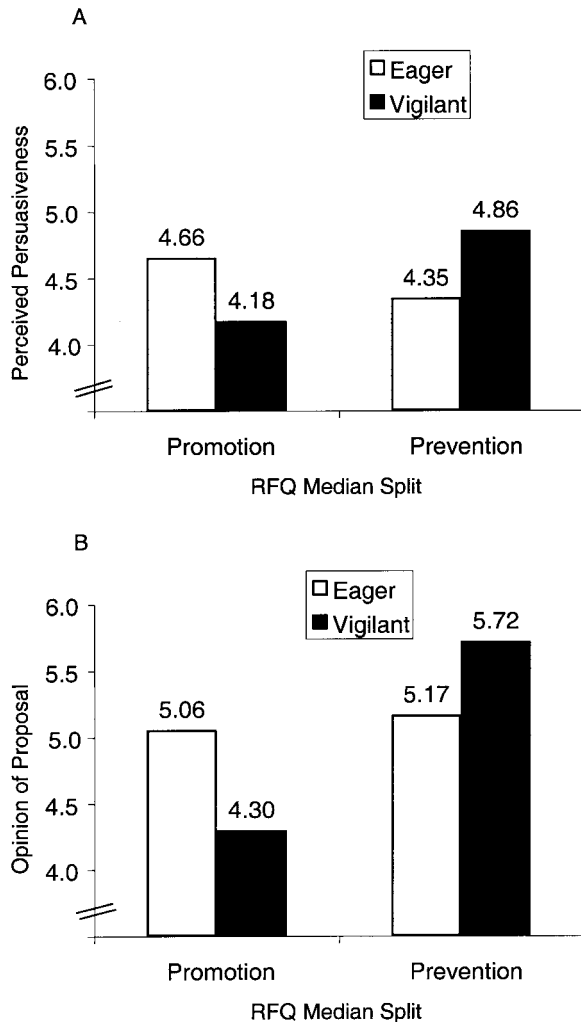 A
6.0
5.5
5.0
4.5
4.0
Perceived Persuasiveness
Eager
Vigilant
4.66
4.18
4.35
4.86
Promotion
Prevention
RFQ Median Split
B
6.0
5.5
5.0
4.5
4.0
Opinion of Proposal
Eager
Vigilant
5.06
4.30
5.17
5.72
Promotion
Prevention
RFQ Median Split